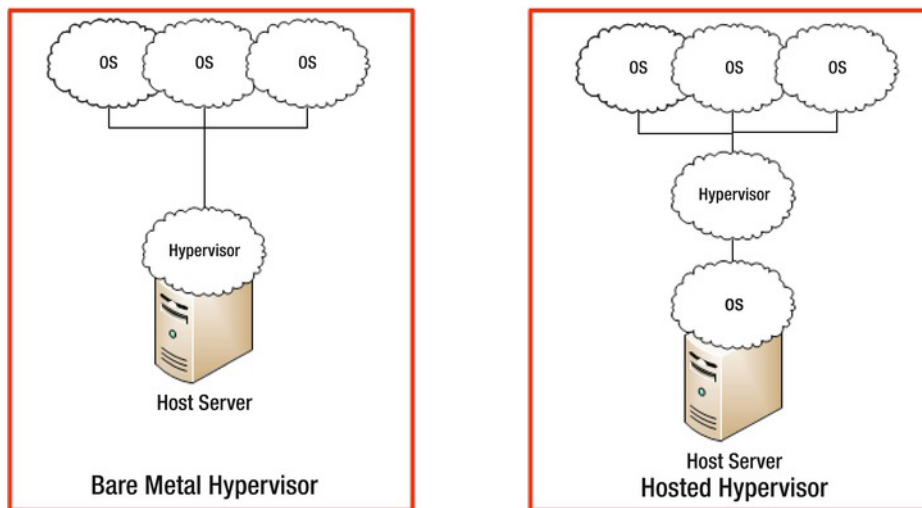 OS
OS
OS
Hypervisor
Host Server
Bare Metal Hypervisor
OS
OS
OS
Hypervisor
OS
Host Server
Hosted Hypervisor